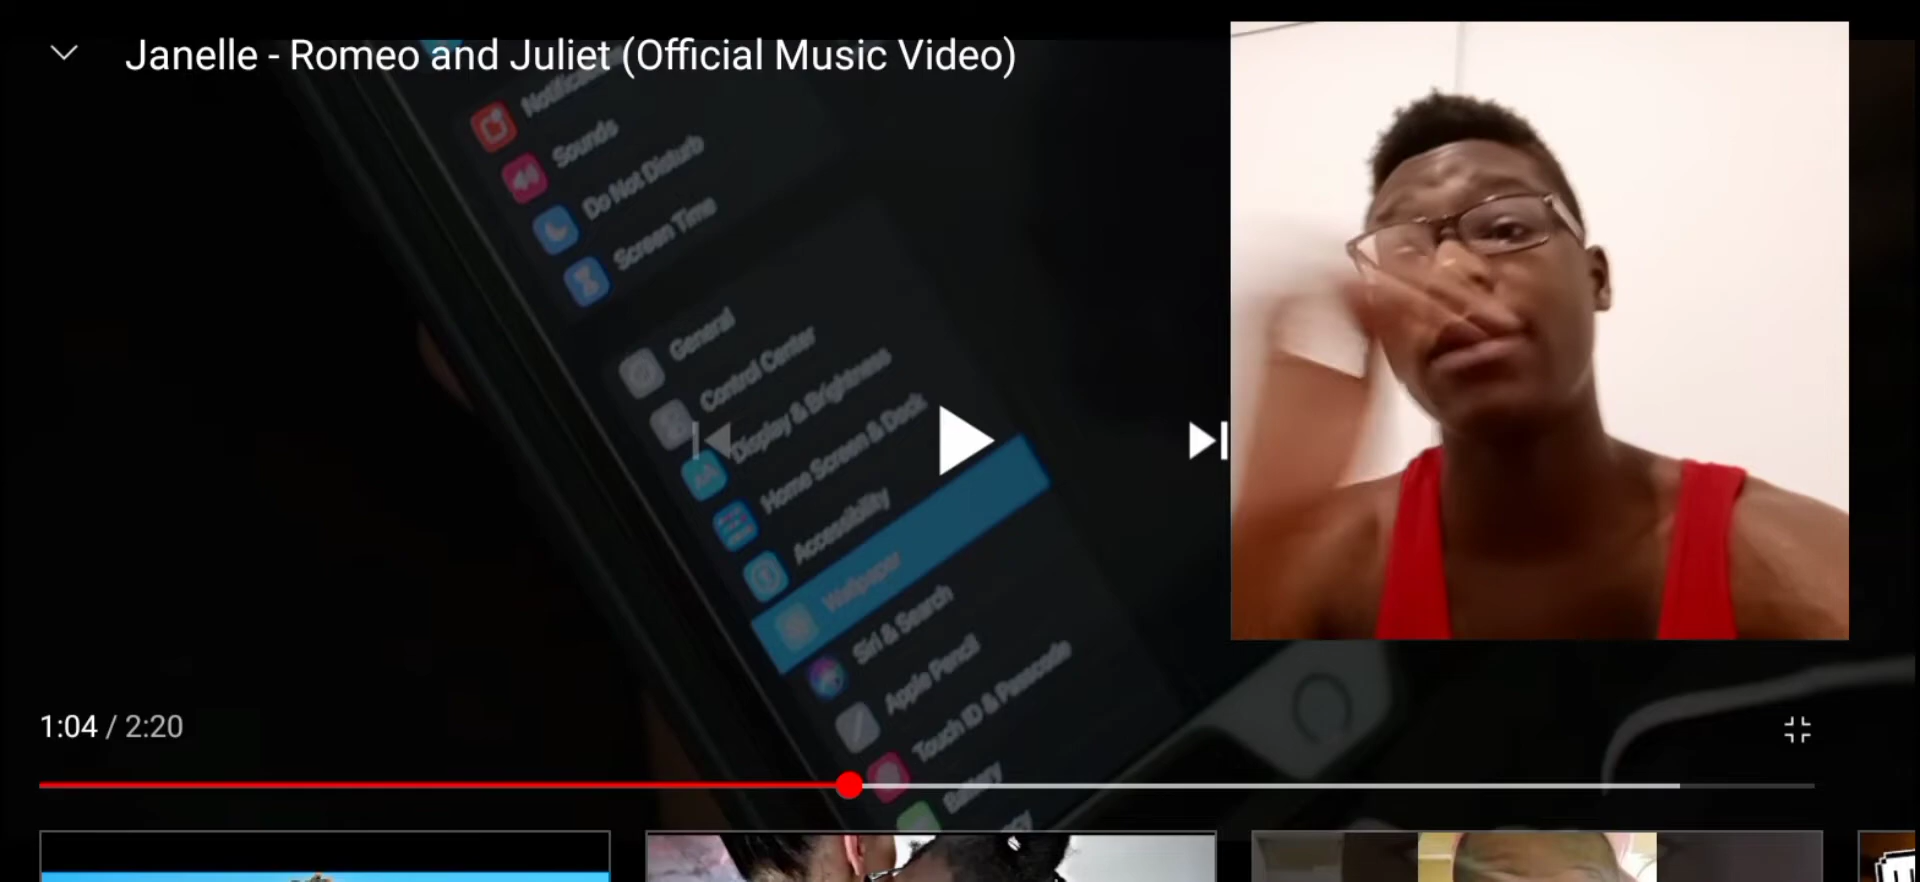 Janelle - Romeo and Juliet (Official Music Video)
Sounds
Do Not Disturb
Screen Time
General
Control Center
Display & Brightness
Home Screen & Dock
Accessibility
Wallpaper
Siri & Search
Apple Pencil
Touch ID & Passcode
Battery
1:04 / 2:20